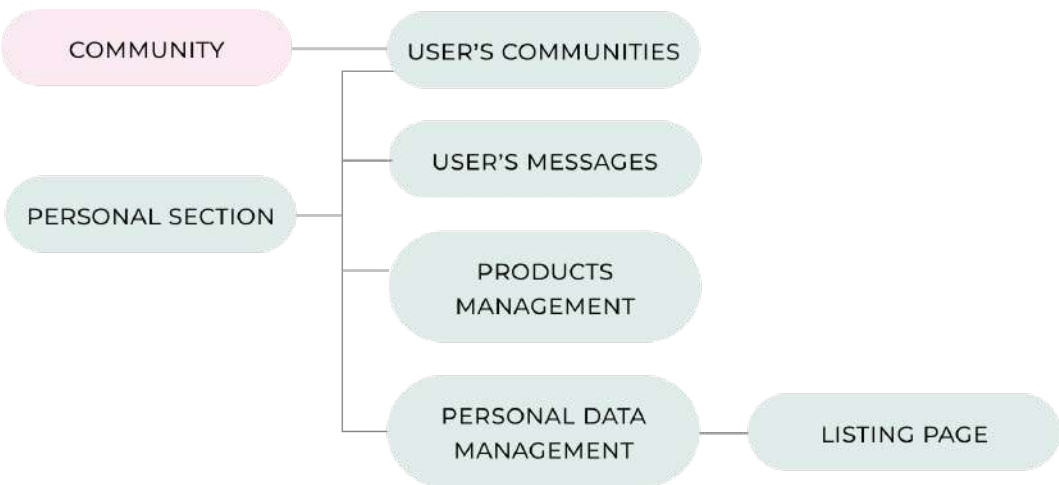 COMMUNITY
USER'S COMMUNITIES
USER'S MESSAGES
PERSONAL SECTION
PRODUCTS
MANAGEMENT
PERSONAL DATA
MANAGEMENT
LISTING PAGE